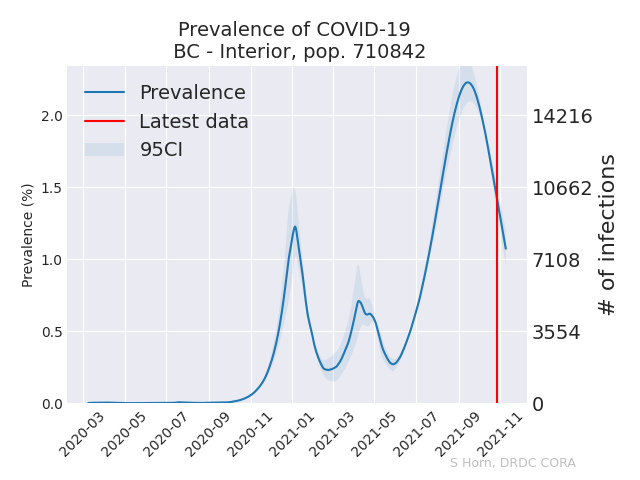 Prevalence of COVID-19
BC - Interior, pop. 710842
Prevalence
Latest data
95CI
Prevalence (%)
2.0
1.5
1.0
0.5
0.0
14216
10662
7108
3554
0
# of infections
2020-03
2020-05
2020-07
2020-09
2020-11
2021-01
2021-03
2021-05
2021-07
2021-09
2021-11
S Horn, DRDC CORA